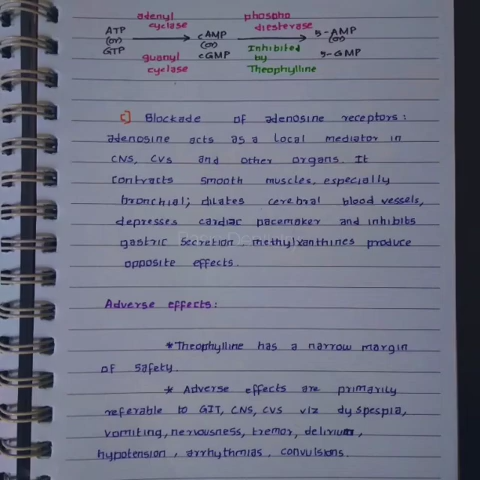 adenyl phospho
cyclase diesterase
ATP cAMP 5-AMP
(or) (or) (or)
GTP cGMP 5-GMP
guanyl Inhibited
cyclase by
Theophylline
c] Blockade of adenosine receptors:
adenosine acts as a Local mediator in
CNS, CVS and other organs. It
contracts smooth muscles, especially
bronchial; dilates cerebral blood vessels,
depresses cardiac pacemaker and inhibits
gastric secretion. methylxanthines produce
opposite effects.
Adverse effects:
*Theophylline has a narrow margin
of safety.
* Adverse effects are primarily
referable to GIT, CNS, CVS viz dyspespia,
vomiting, nervousness, tremor, delirium,
hypotension, arrhythmias, convulsions.